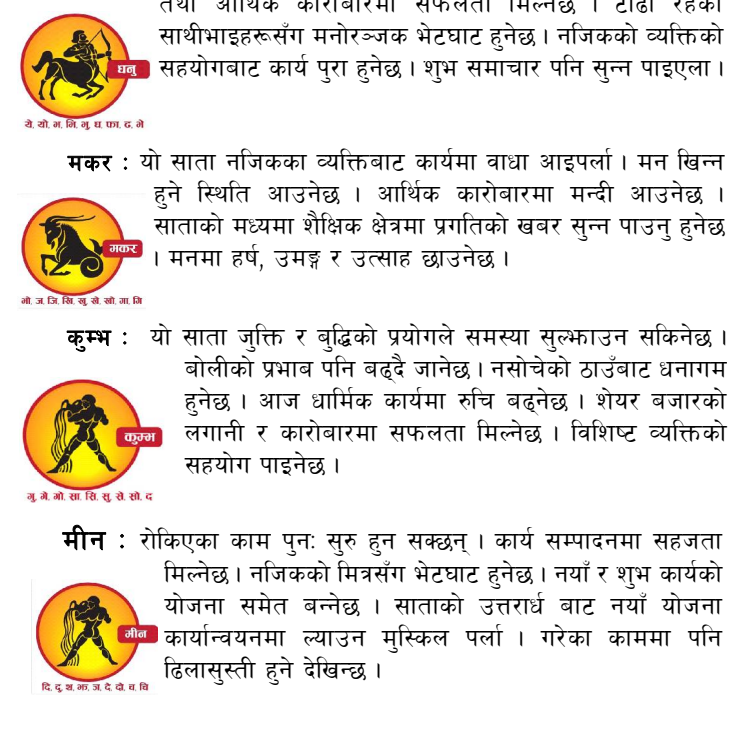 तथा आर्थिक कारोबारमा सफलता मिल्नेछ । टाढा रहेका
साथीभाइहरूसँग मनोरञ्जक भेटघाट हुनेछ । नजिकको व्यक्तिको
सहयोगबाट कार्य पुरा हुनेछ । शुभ समाचार पनि सुन्न पाइएला ।
धनु
ये, यो, भ, भि, भु, ध, फा, ढ, भे
मकर : यो साता नजिकका व्यक्तिबाट कार्यमा वाधा आइपर्ला । मन खिन्न
हुने स्थिति आउनेछ । आर्थिक कारोबारमा मन्दी आउनेछ ।
साताको मध्यमा शैक्षिक क्षेत्रमा प्रगतिको खबर सुन्न पाउनु हुनेछ
। मनमा हर्ष, उमङ्ग र उत्साह छाउनेछ ।
मकर
भो, ज, जि, खि, खु, खे, खो, गा, गि
कुम्भ : यो साता जुक्ति र बुद्धिको प्रयोगले समस्या सुल्झाउन सकिनेछ ।
बोलीको प्रभाब पनि बढ्दै जानेछ । नसोचेको ठाउँबाट धनागम
हुनेछ । आज धार्मिक कार्यमा रुचि बढ्नेछ । शेयर बजारको
लगानी र कारोबारमा सफलता मिल्नेछ । विशिष्ट व्यक्तिको
सहयोग पाइनेछ ।
कुम्भ
गु, गे, गो, सा, सि, सु, से, सो, द
मीन : रोकिएका काम पुनः सुरु हुन सक्छन् । कार्य सम्पादनमा सहजता
मिल्नेछ । नजिकको मित्रसँग भेटघाट हुनेछ । नयाँ र शुभ कार्यको
योजना समेत बन्नेछ । साताको उत्तरार्ध बाट नयाँ योजना
कार्यान्वयनमा ल्याउन मुस्किल पर्ला । गरेका काममा पनि
ढिलासुस्ती हुने देखिन्छ ।
मीन
दि, दु, थ, झ, ञ, दे, दो, च, चि